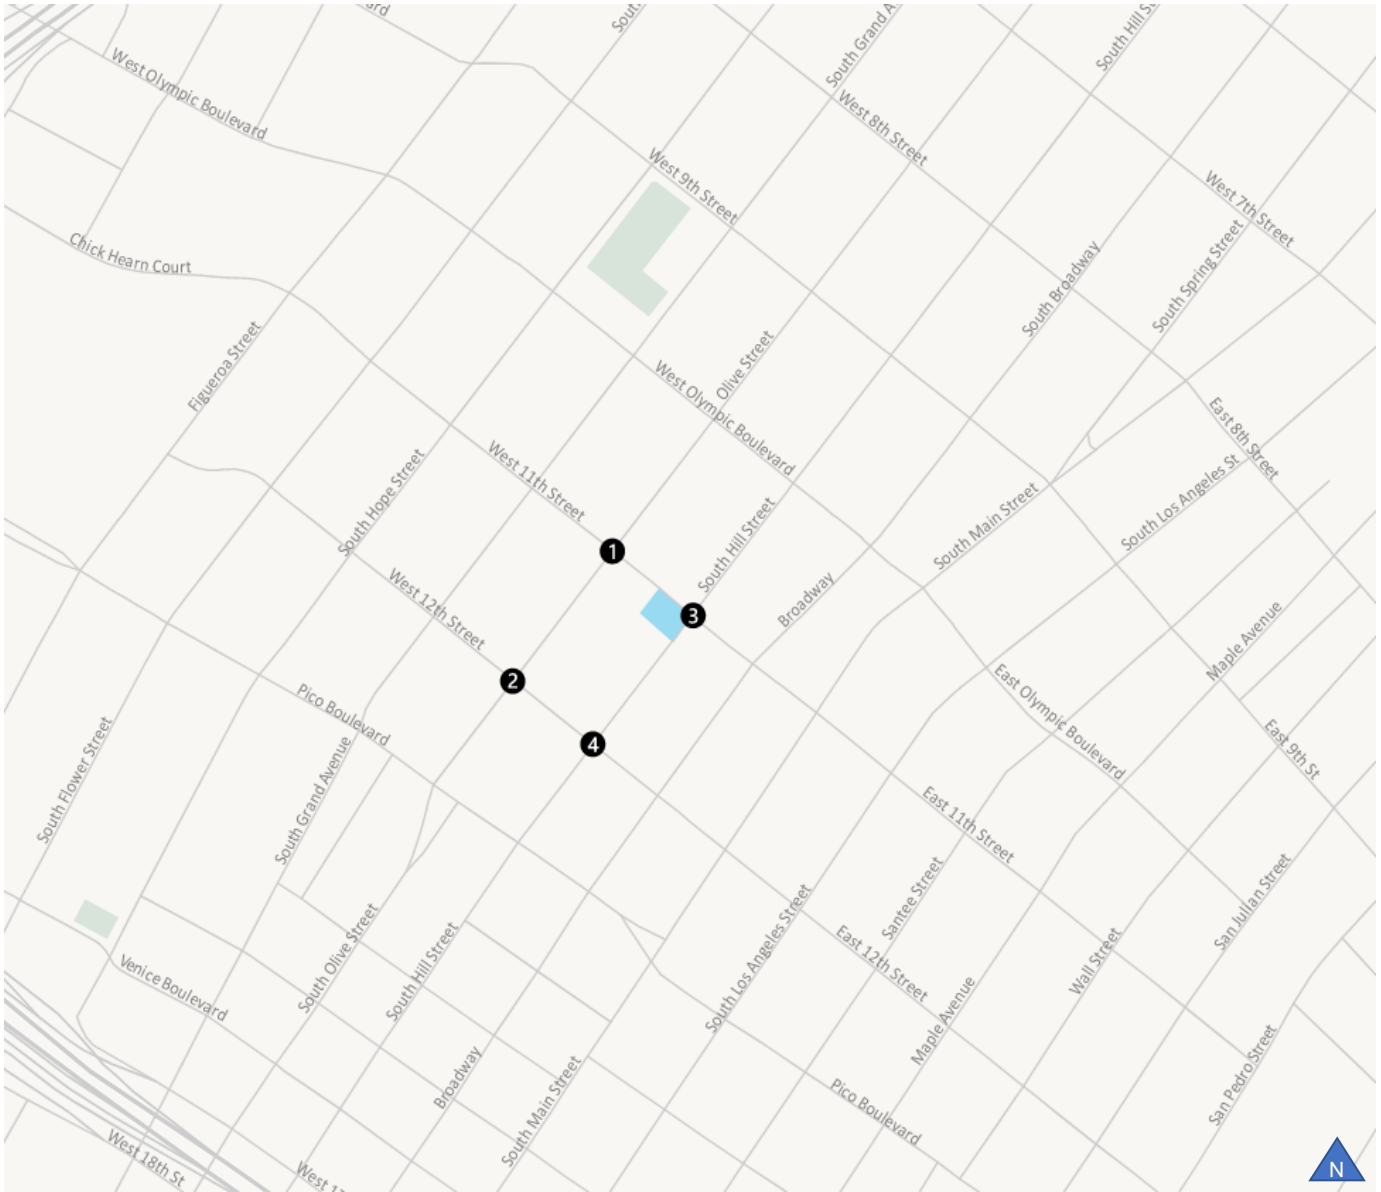 South Grand A
South Hill S
West Olympic Boulevard
West 8th Street
West 9th Street
West 7th Street
Chick Hearn Court
South Broadway
South Spring Street
Figueroa Street
Olive Street
West Olympic Boulevard
East 8th Street
South Hope Street
West 11th Street
South Los Angeles St
South Main Street
South Hill Street
1
West 12th Street
Broadway
3
Maple Avenue
2
Pico Boulevard
4
East Olympic Boulevard
South Flower Street
South Grand Avenue
East 9th St
East 11th Street
Santee Street
San Julian Street
South Olive Street
South Hill Street
South Los Angeles Street
East 12th Street
Wall Street
Venice Boulevard
Maple Avenue
Broadway
South Main Street
San Pedro Street
Pico Boulevard
West 18th St
West 17
N